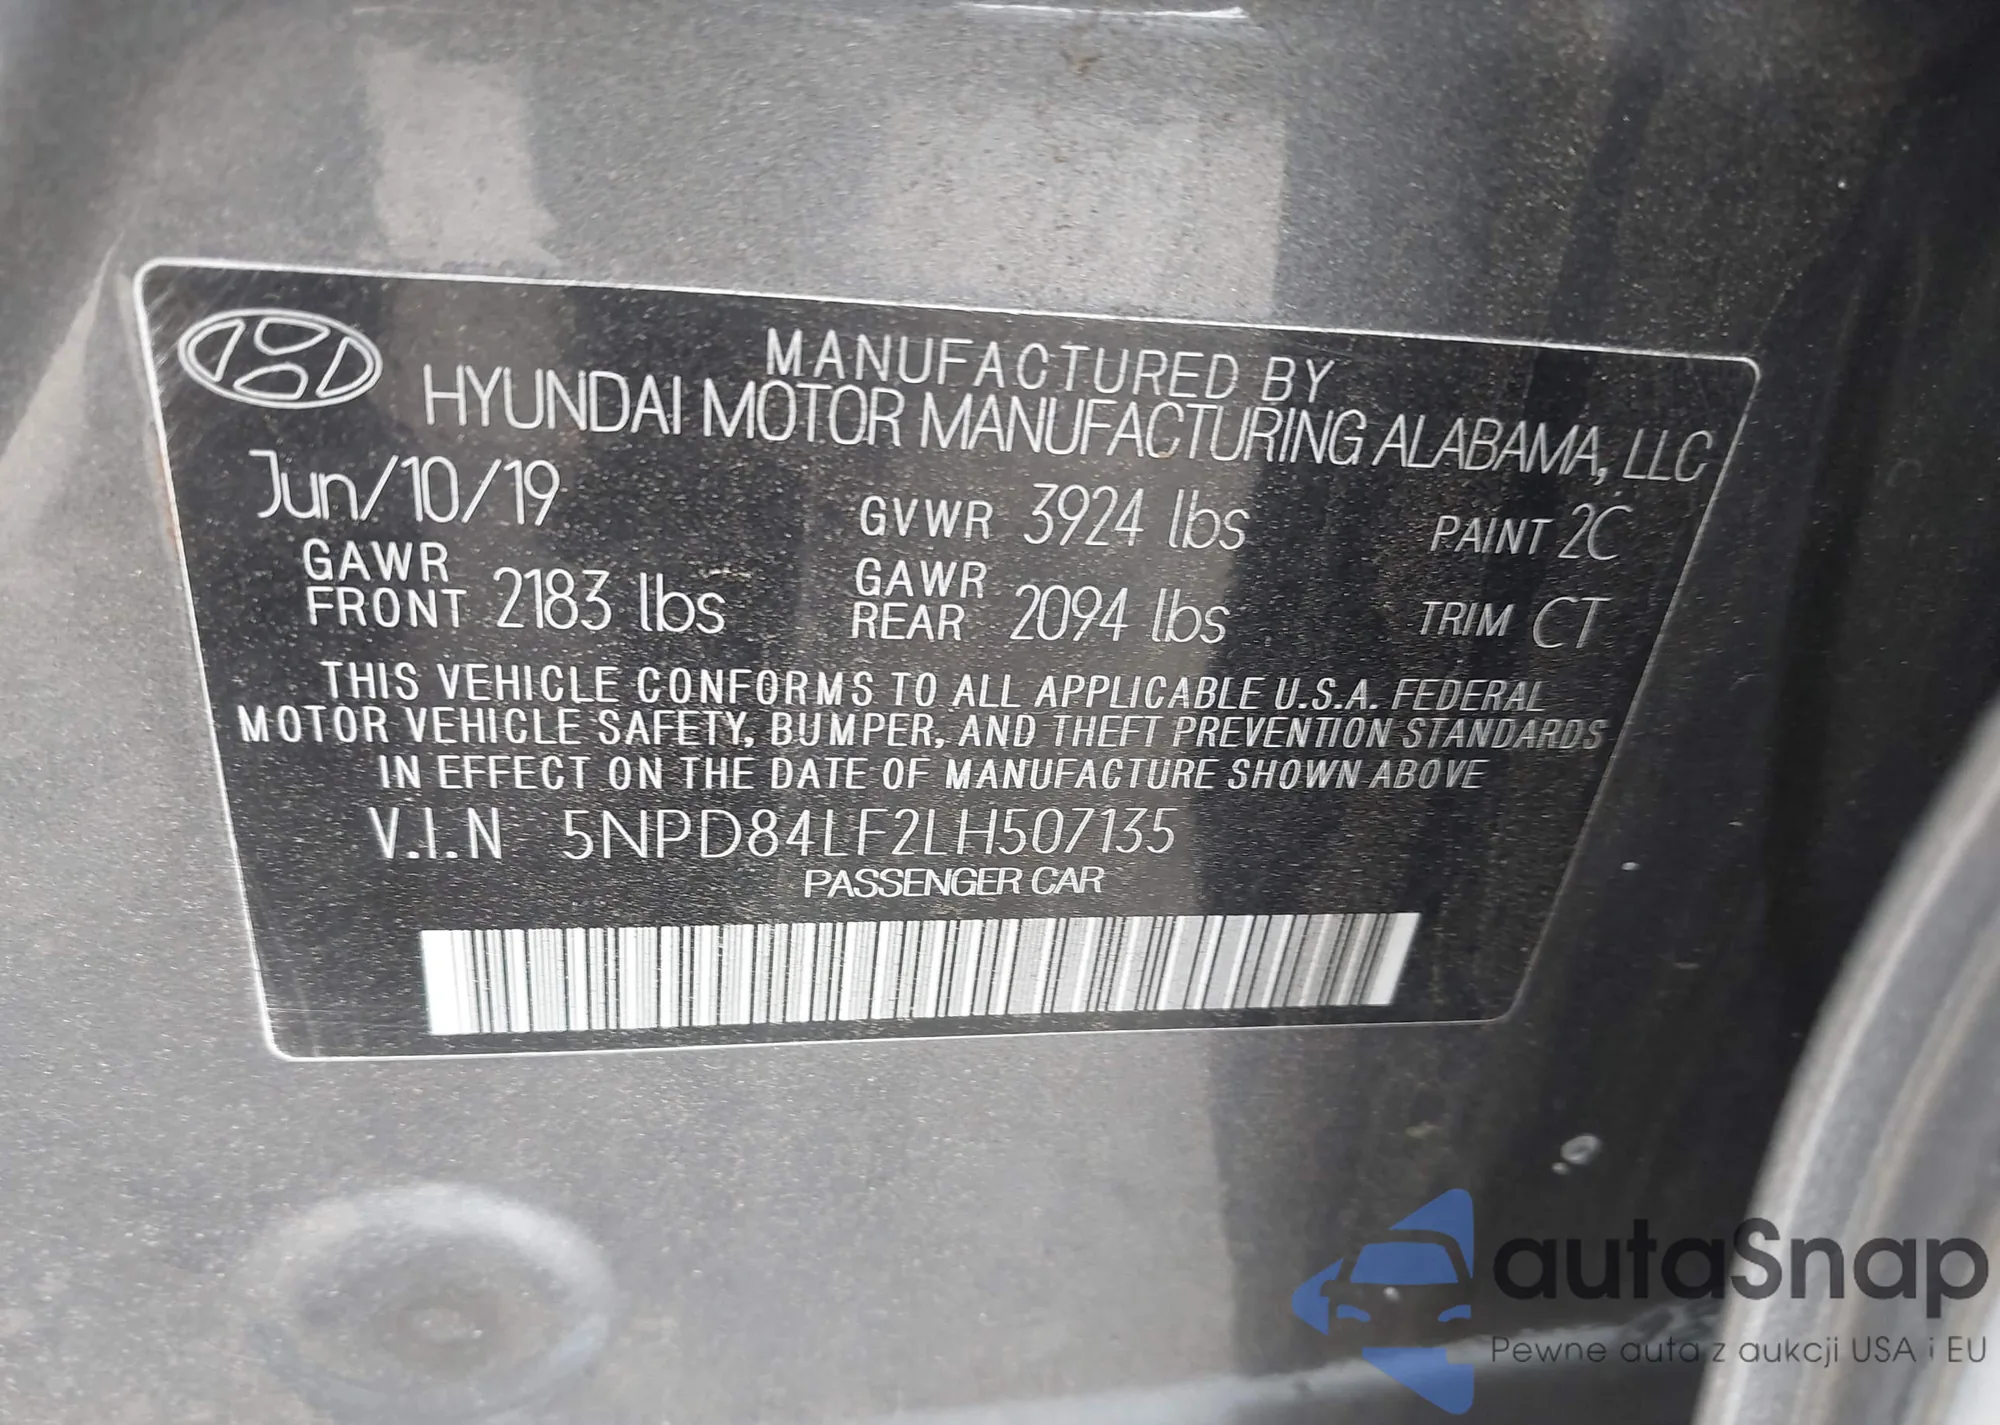 MANUFACTURED BY
HYUNDAI MOTOR MANUFACTURING ALABAMA, LLC
Jun/10/19 GVWR 3924 lbs PAINT 2C
GAWR FRONT 2183 lbs GAWR REAR 2094 lbs TRIM CT
THIS VEHICLE CONFORMS TO ALL APPLICABLE U.S.A. FEDERAL
MOTOR VEHICLE SAFETY, BUMPER, AND THEFT PREVENTION STANDARDS
IN EFFECT ON THE DATE OF MANUFACTURE SHOWN ABOVE
V.I.N 5NPD84LF2LH507135
PASSENGER CAR
autaSnap
Pewne auta z aukcji USA i EU